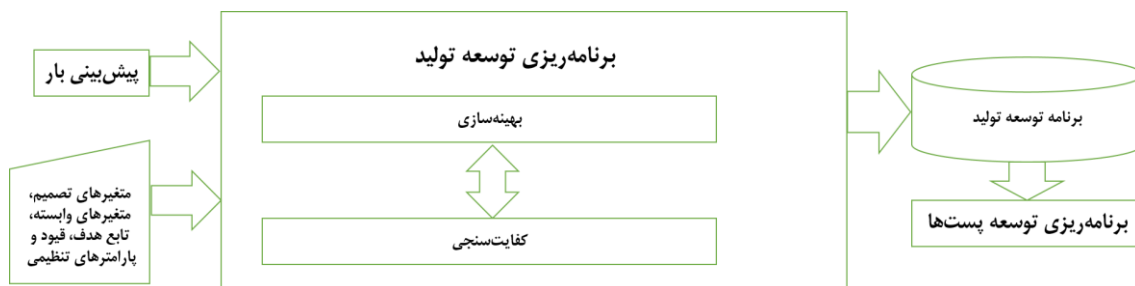 پیش‌بینی بار
متغیرهای تصمیم،
متغیرهای وابسته،
تابع هدف، قیود و
پارامترهای تنظیمی
برنامه‌ریزی توسعه تولید
بهینه‌سازی
کفایت‌سنجی
برنامه توسعه تولید
برنامه‌ریزی توسعه پست‌ها